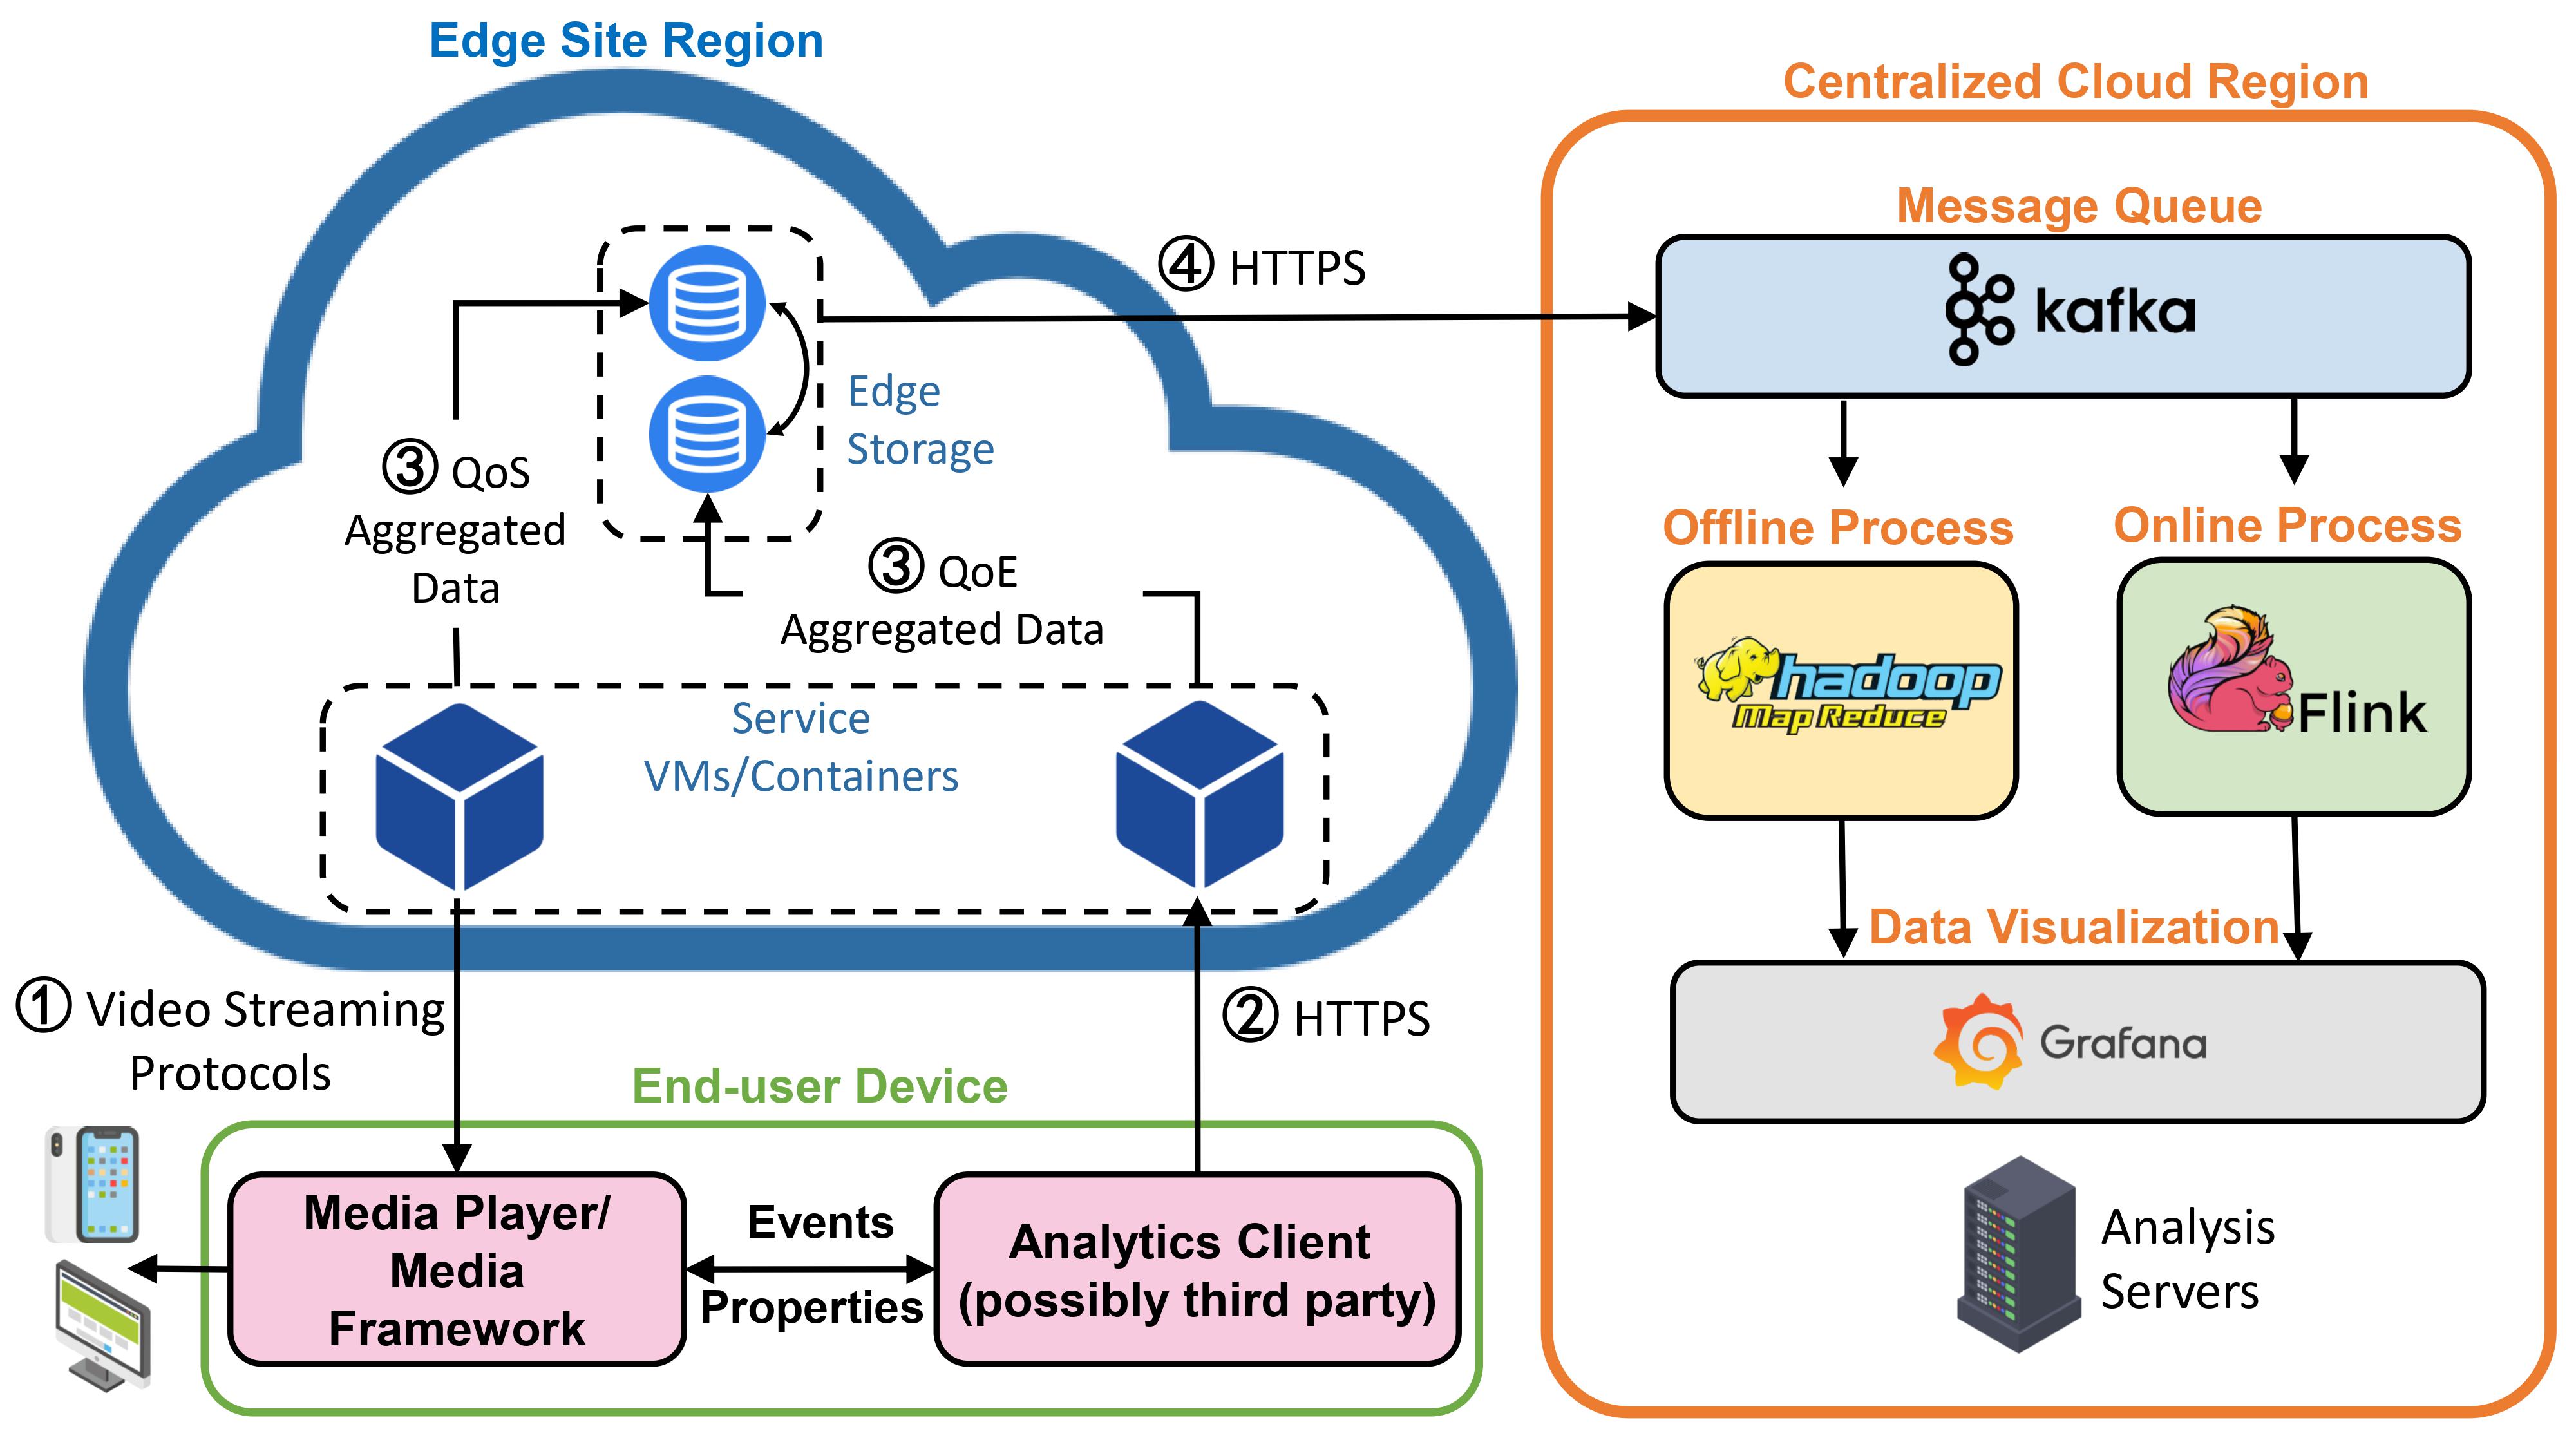 Edge Site Region
Centralized Cloud Region
Message Queue
④ HTTPS
kafka
Edge
Storage
③ QoS
Aggregated
Data
③ QoE
Aggregated Data
Offline Process
Online Process
hadoop
Map Reduce
Flink
Service
VMs/Containers
Data Visualization
Grafana
① Video Streaming
Protocols
② HTTPS
End-user Device
Media Player/
Media
Framework
Events
Properties
Analytics Client
(possibly third party)
Analysis
Servers